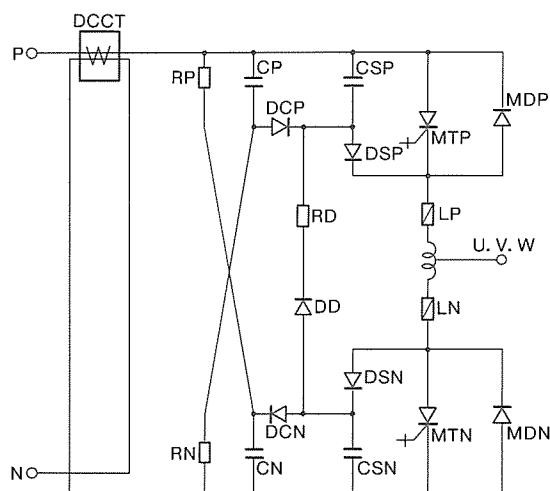 DCCT
P
W
RP
CP
CSP
DCP
DSP
MTP
MDP
RD
LP
U. V. W
DD
LN
DSN
DCN
RN
CN
CSN
MTN
MDN
N